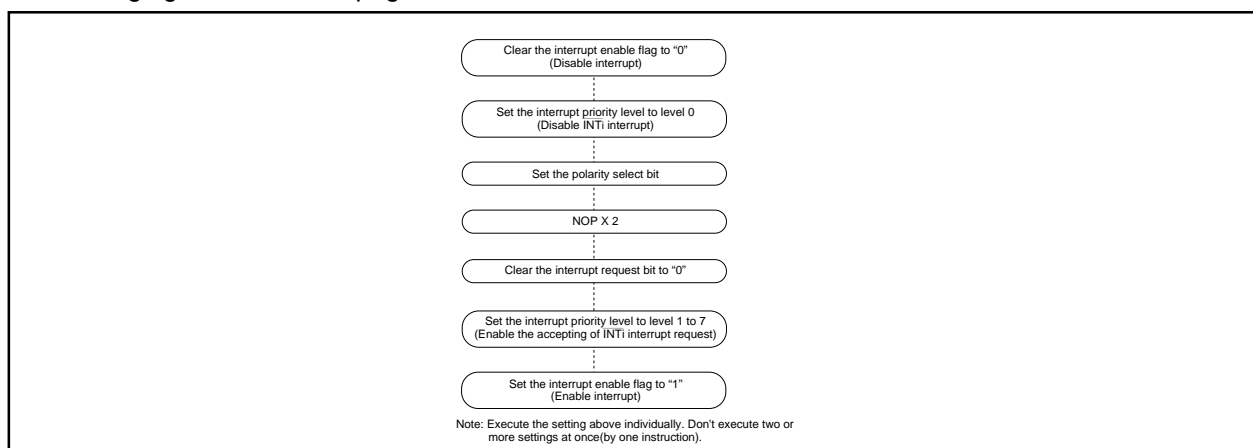 Clear the interrupt enable flag to “0”
(Disable interrupt)
Set the interrupt priority level to level 0
(Disable INTi interrupt)
Set the polarity select bit
NOP X 2
Clear the interrupt request bit to “0”
Set the interrupt priority level to level 1 to 7
(Enable the accepting of INTi interrupt request)
Set the interrupt enable flag to “1”
(Enable interrupt)
Note: Execute the setting above individually. Don’t execute two or
more settings at once(by one instruction).